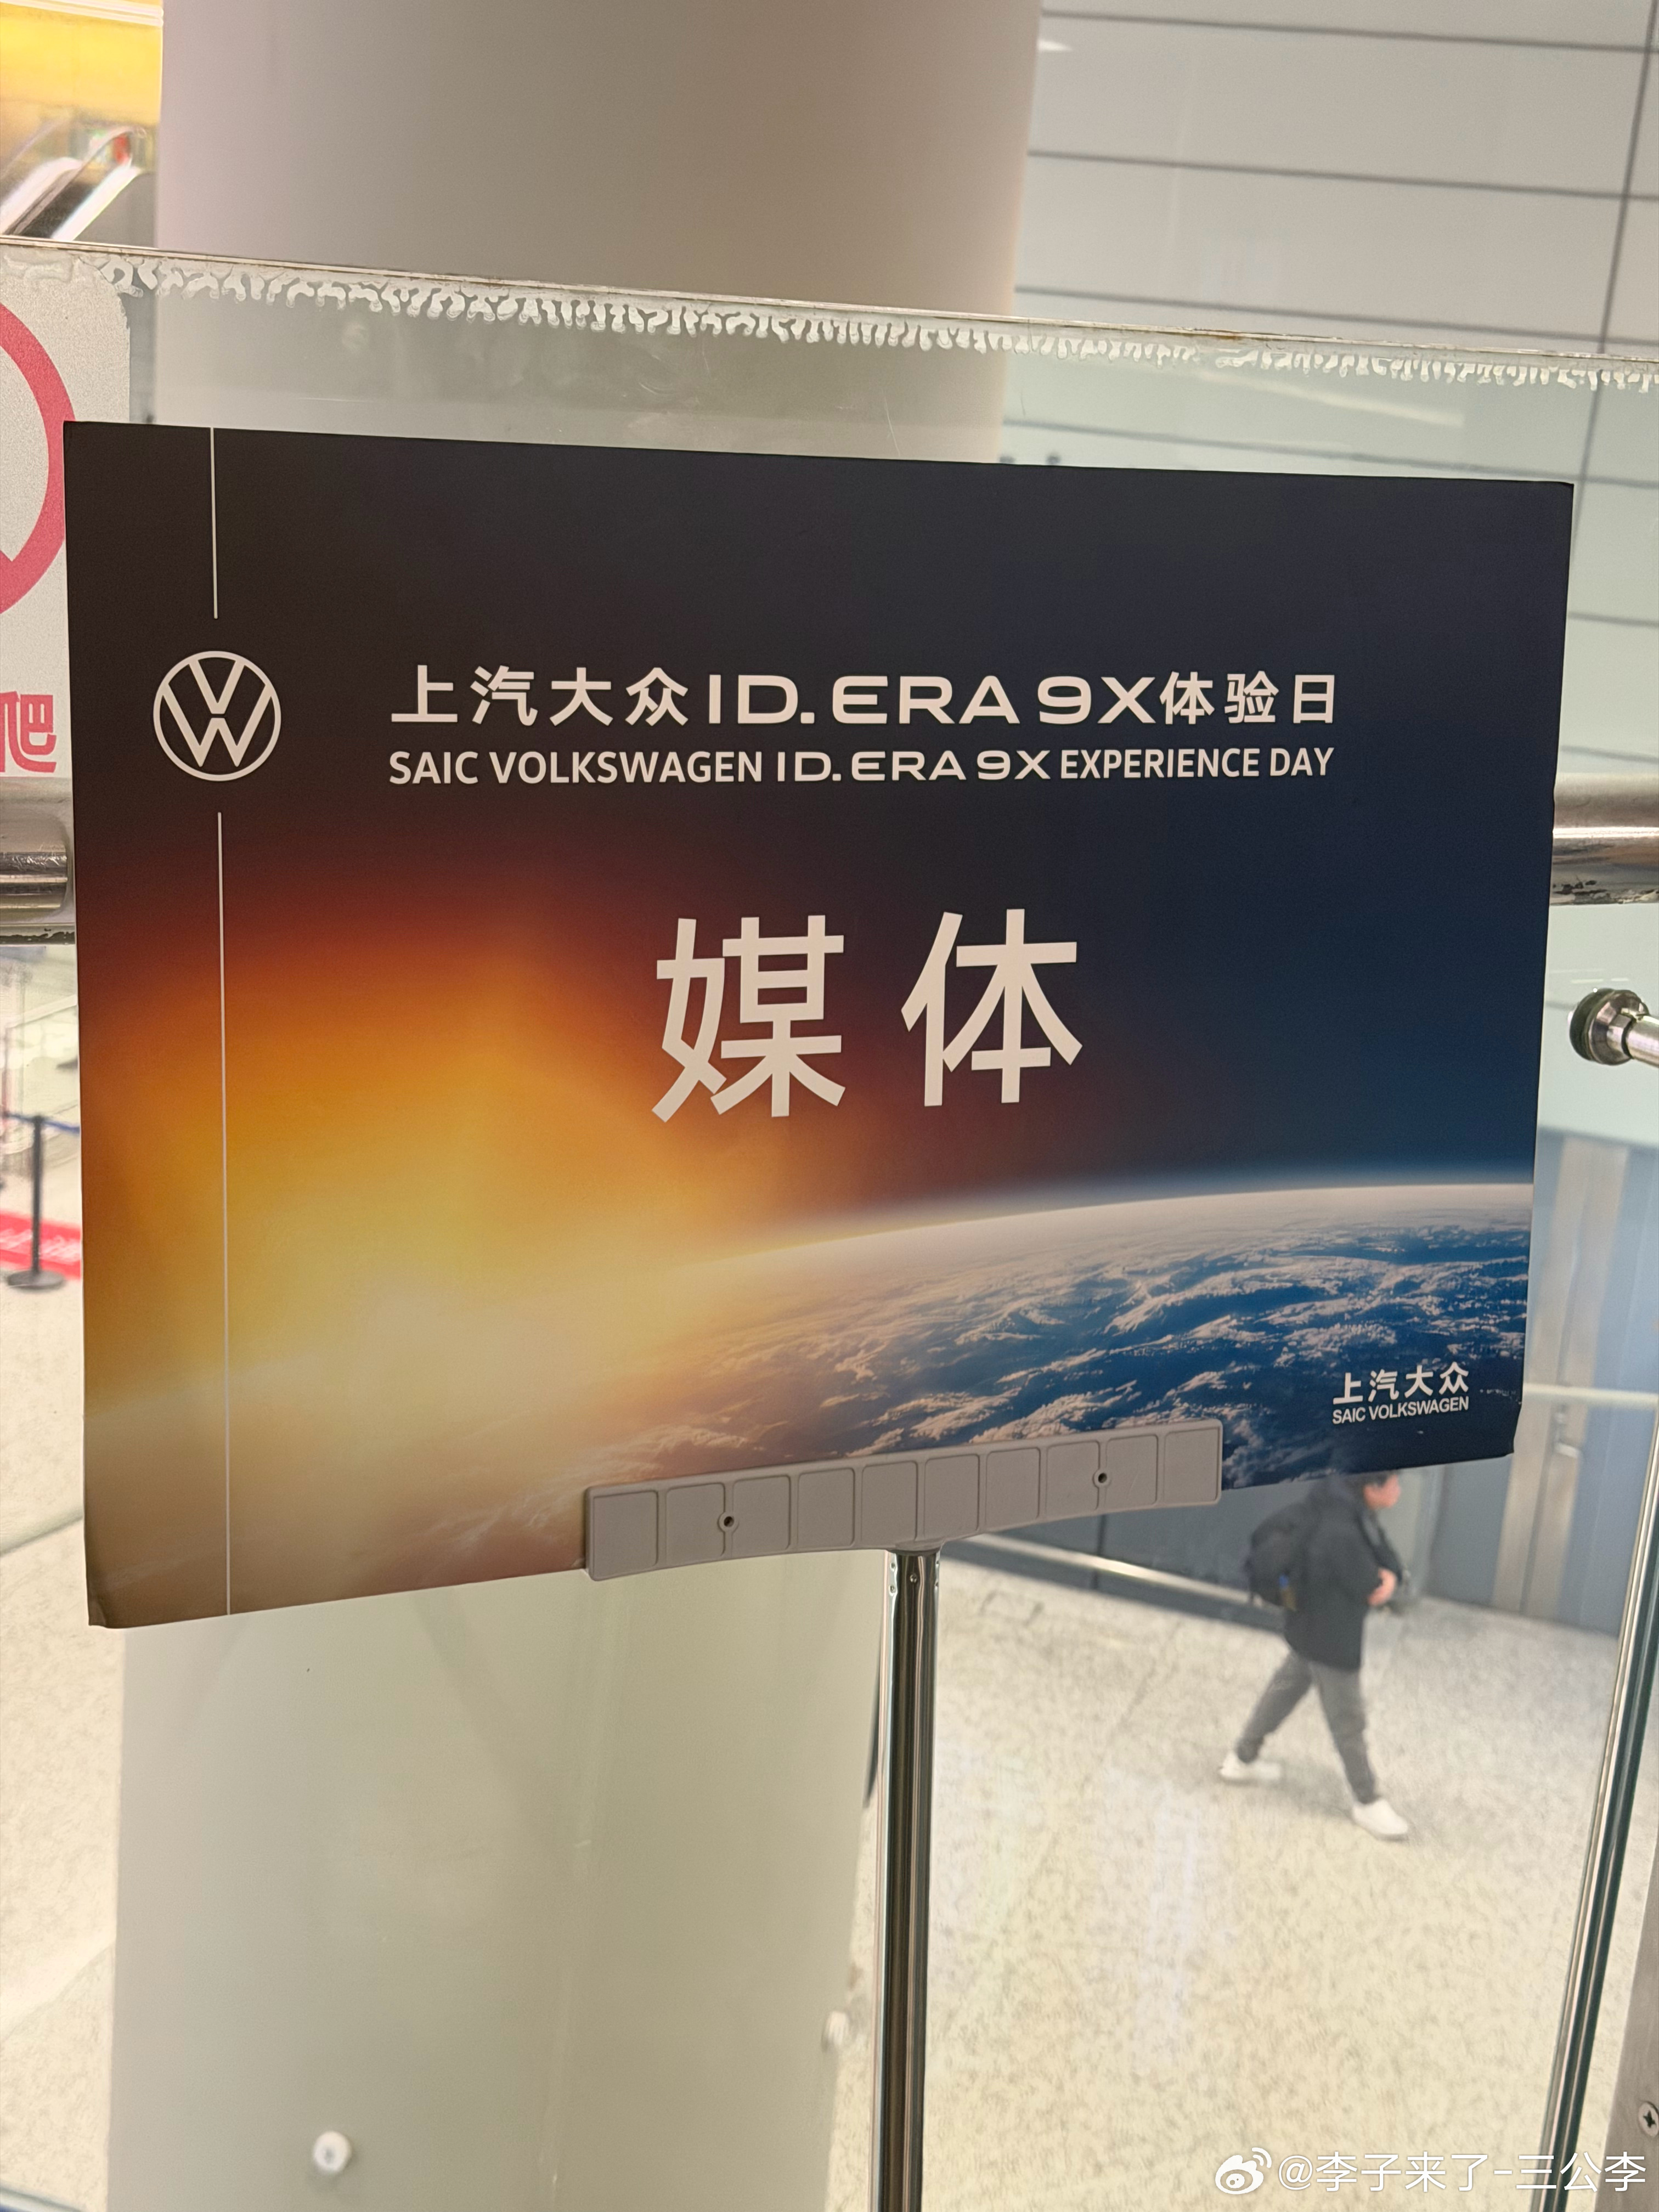 上汽大众ID.ERA 9X体验日
SAIC VOLKSWAGEN ID.ERA 9X EXPERIENCE DAY
爬
媒体
上汽大众
SAIC VOLKSWAGEN
@李子来了-三公李